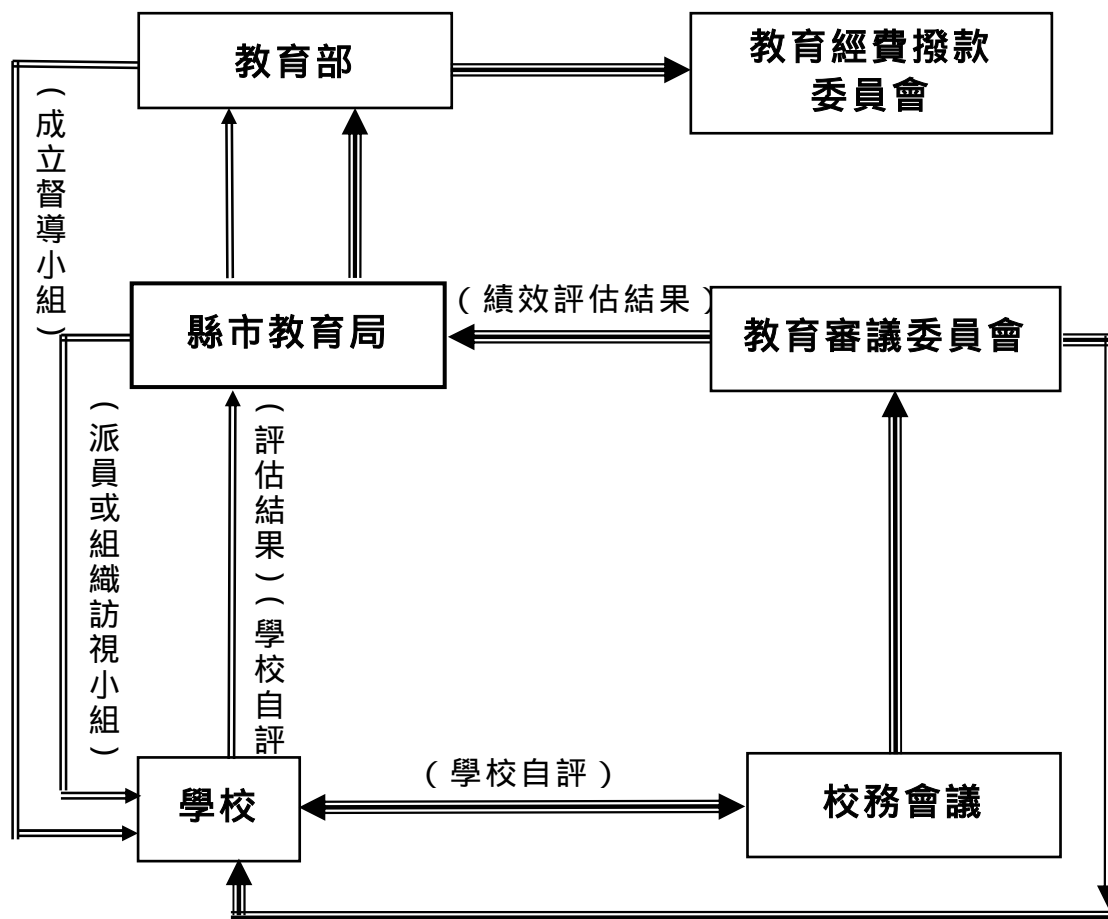 教育部
教育經費撥款
委員會
（成立督導小組）
縣市教育局
（績效評估結果）
教育審議委員會
（派員或組織訪視小組）
（評估結果）（學校自評
學校
（學校自評）
校務會議